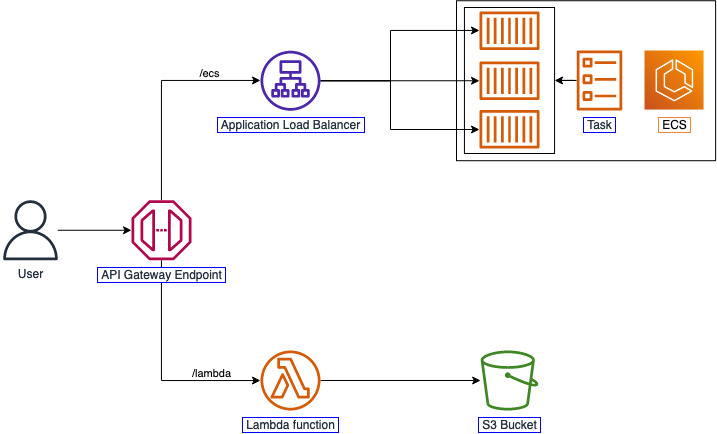 /ecs
Application Load Balancer
Task
ECS
User
API Gateway Endpoint
/lambda
Lambda function
S3 Bucket